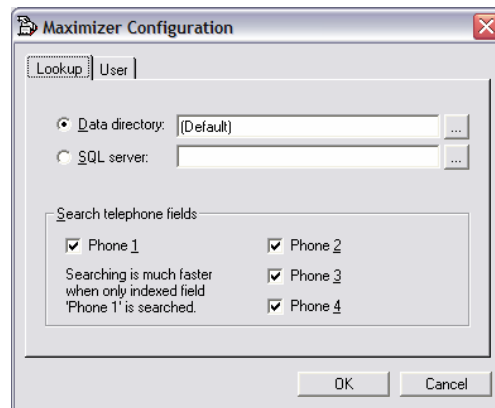 Maximizer Configuration
Lookup User
Data directory: (Default) ...
SQL server: ...
Search telephone fields
Phone 1 Phone 2
Searching is much faster
when only indexed field
'Phone 1' is searched.
Phone 3
Phone 4
OK Cancel